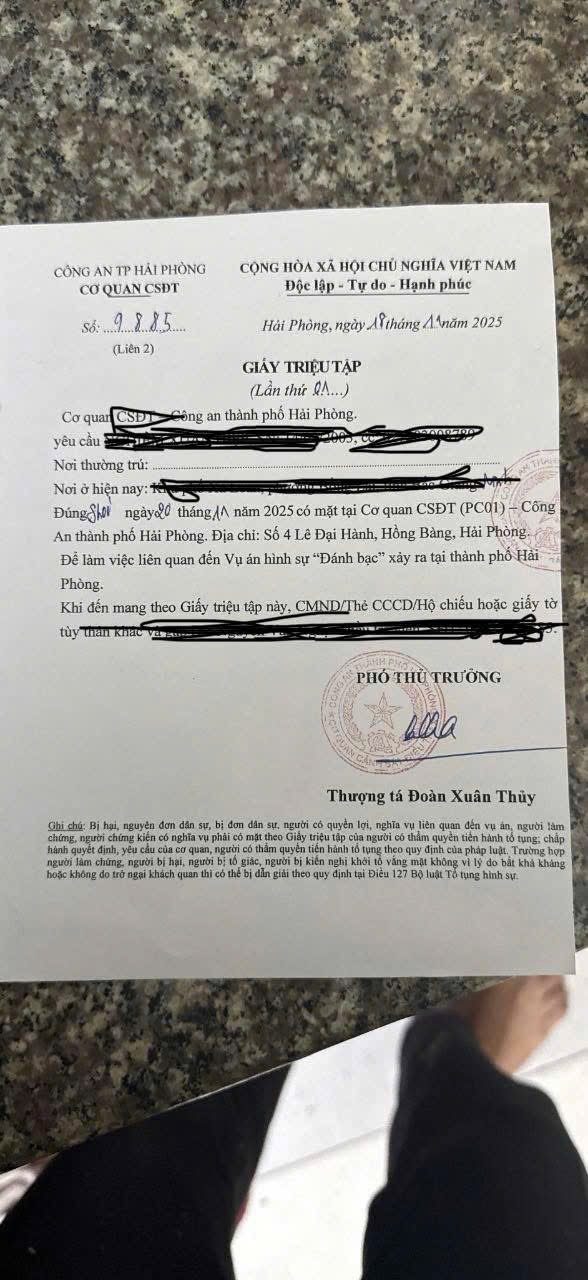 CÔNG AN TP HẢI PHÒNG
CƠ QUAN CSĐT
Số: 9885
(Liên 2)
CỘNG HÒA XÃ HỘI CHỦ NGHĨA VIỆT NAM
Độc lập - Tự do - Hạnh phúc
Hải Phòng, ngày 18 tháng 11 năm 2025
GIẤY TRIỆU TẬP
(Lần thứ 01...)
Cơ quan CSĐT – Công an thành phố Hải Phòng.
yêu cầu
Nơi thường trú:
Nơi ở hiện nay:
Đúng ngày 20 tháng 11 năm 2025 có mặt tại Cơ quan CSĐT (PC01) – Công
An thành phố Hải Phòng. Địa chỉ: Số 4 Lê Đại Hành, Hồng Bàng, Hải Phòng.
Để làm việc liên quan đến Vụ án hình sự “Đánh bạc” xảy ra tại thành phố Hải
Phòng.
Khi đến mang theo Giấy triệu tập này, CMND/Thẻ CCCD/Hộ chiếu hoặc giấy tờ
tùy thân khác
PHÓ THỦ TRƯỞNG
Thượng tá Đoàn Xuân Thủy
Ghi chú: Bị hại, nguyên đơn dân sự, bị đơn dân sự, người có quyền lợi, nghĩa vụ liên quan đến vụ án, người làm
chứng, người chứng kiến có nghĩa vụ phải có mặt theo Giấy triệu tập của người có thẩm quyền tiến hành tố tụng; chấp
hành quyết định, yêu cầu của cơ quan, người có thẩm quyền tiến hành tố tụng theo quy định của pháp luật. Trường hợp
người làm chứng, người bị hại, người bị tố giác, người bị kiến nghị khởi tố vắng mặt không vì lý do bất khả kháng
hoặc không do trở ngại khách quan thì có thể bị dẫn giải theo quy định tại Điều 127 Bộ luật Tố tụng hình sự.